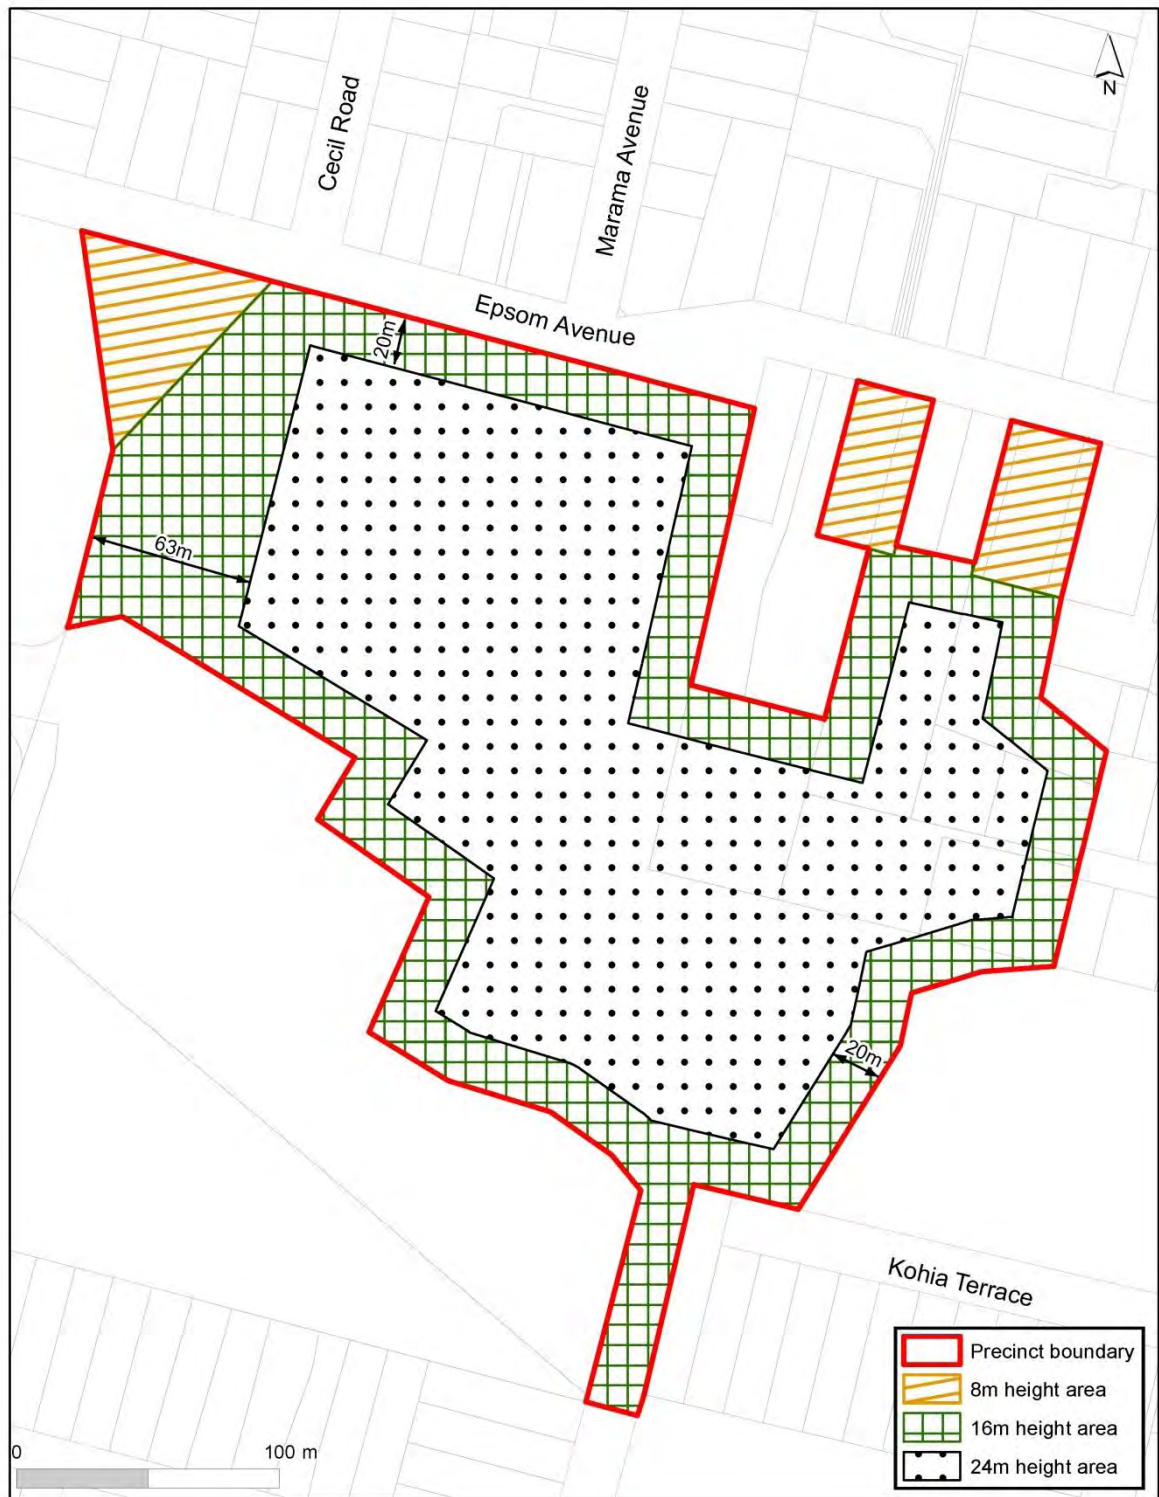 N
Cecil Road
Marama Avenue
Epsom Avenue
20m
63m
20m
Kohia Terrace
Precinct boundary
8m height area
16m height area
24m height area
0 100 m